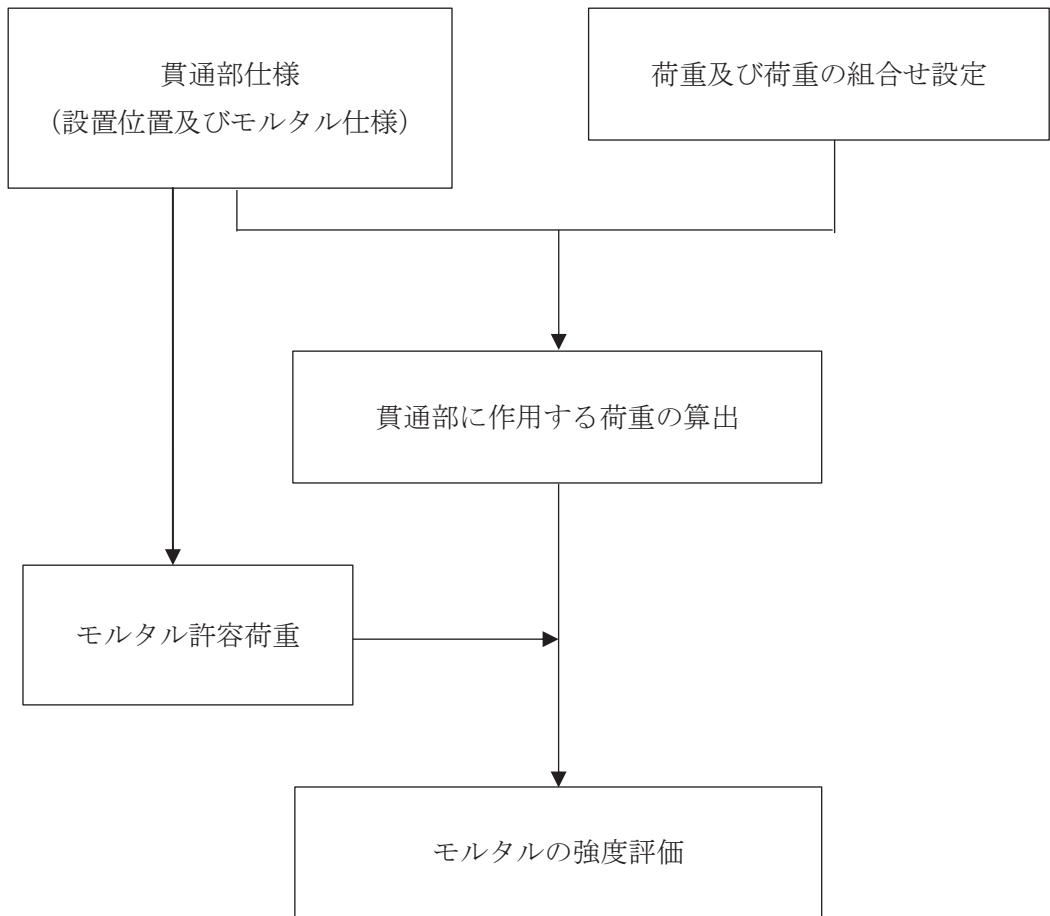 貫通部仕様
（設置位置及びモルタル仕様）
荷重及び荷重の組合せ設定
貫通部に作用する荷重の算出
モルタル許容荷重
モルタルの強度評価